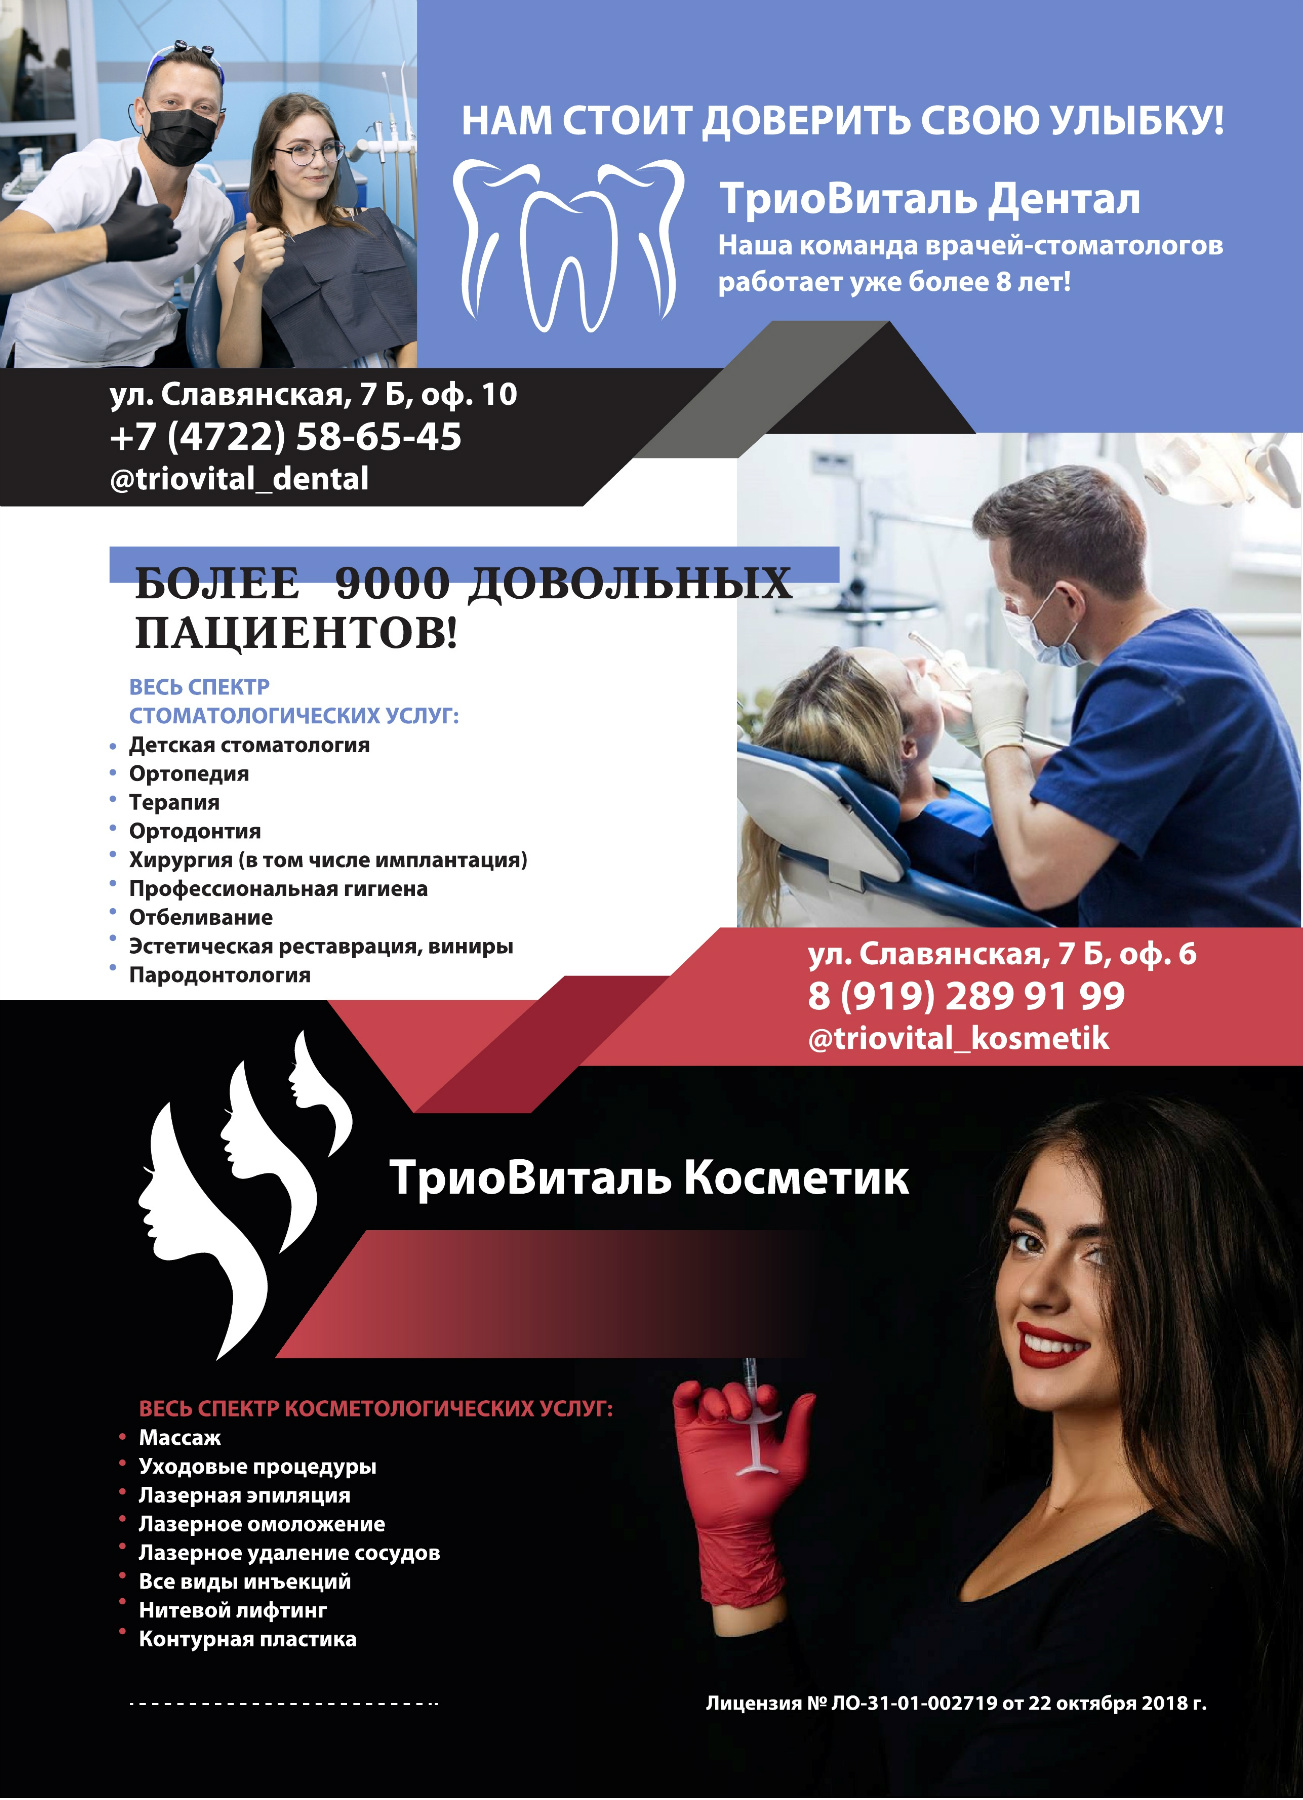 НАМ СТОИТ ДОВЕРИТЬ СВОЮ УЛЫБКУ!
ТриоВиталь Дентал
Наша команда врачей-стоматологов
работает уже более 8 лет!
ул. Славянская, 7 Б, оф. 10
+7 (4722) 58-65-45
@triovital_dental
БОЛЕЕ 9000 ДОВОЛЬНЫХ
ПАЦИЕНТОВ!
ВЕСЬ СПЕКТР
СТОМАТОЛОГИЧЕСКИХ УСЛУГ:
• Детская стоматология
• Ортопедия
• Терапия
• Ортодонтия
• Хирургия (в том числе имплантация)
• Профессиональная гигиена
• Отбеливание
• Эстетическая реставрация, виниры
• Пародонтология
ул. Славянская, 7 Б, оф. 6
8 (919) 289 91 99
@triovital_kosmetik
ТриоВиталь Косметик
ВЕСЬ СПЕКТР КОСМЕТОЛОГИЧЕСКИХ УСЛУГ:
• Массаж
• Уходовые процедуры
• Лазерная эпиляция
• Лазерное омоложение
• Лазерное удаление сосудов
• Все виды инъекций
• Нитевой лифтинг
• Контурная пластика
Лицензия № ЛО-31-01-002719 от 22 октября 2018 г.